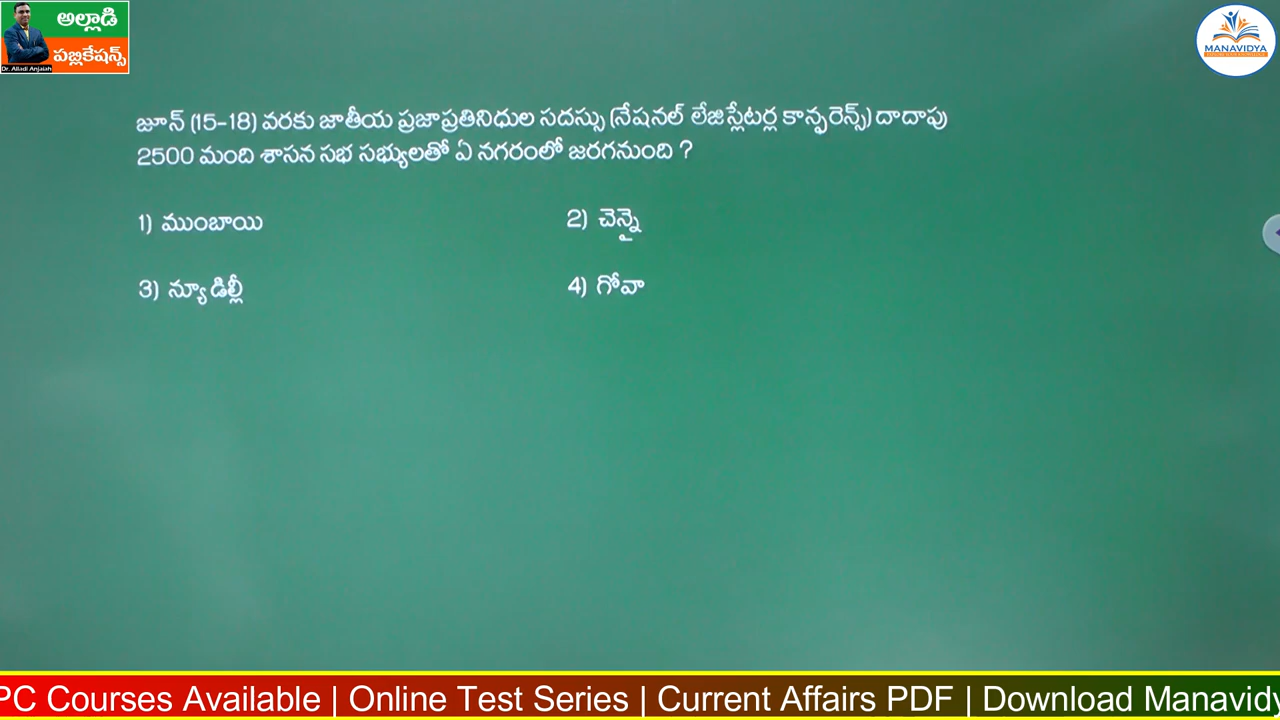 అల్లాడి
పబ్లికేషన్స్
Dr. Alladi Anjaiah
MANAVIDYA
జూన్ (15-18) వరకు జాతీయ ప్రజాప్రతినిధుల సదస్సు (నేషనల్ లేజిస్లేటర్ల కాన్ఫరెన్స్) దాదాపు
2500 మంది శాసన సభ సభ్యులతో ఏ నగరంలో జరగనుంది ?
1) ముంబాయి
2) చెన్నై
3) న్యూడిల్లీ
4) గోవా
PC Courses Available | Online Test Series | Current Affairs PDF | Download Manavidy